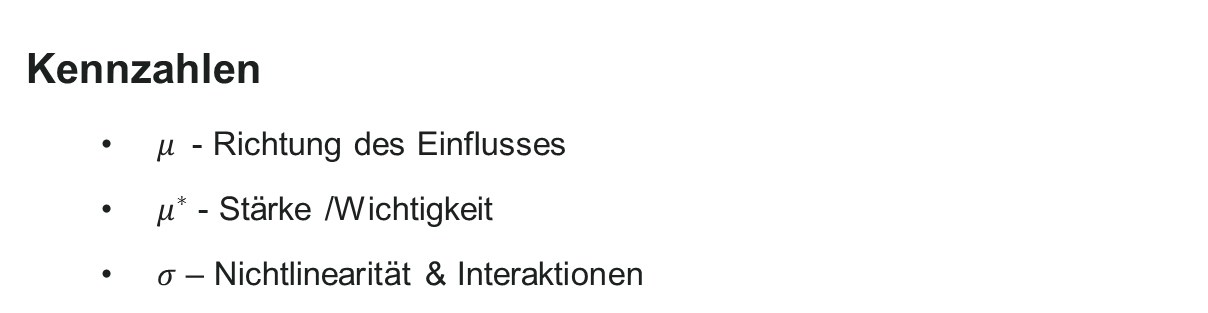 Kennzahlen
• μ - Richtung des Einflusses
• μ* - Stärke /Wichtigkeit
• σ – Nichtlinearität & Interaktionen